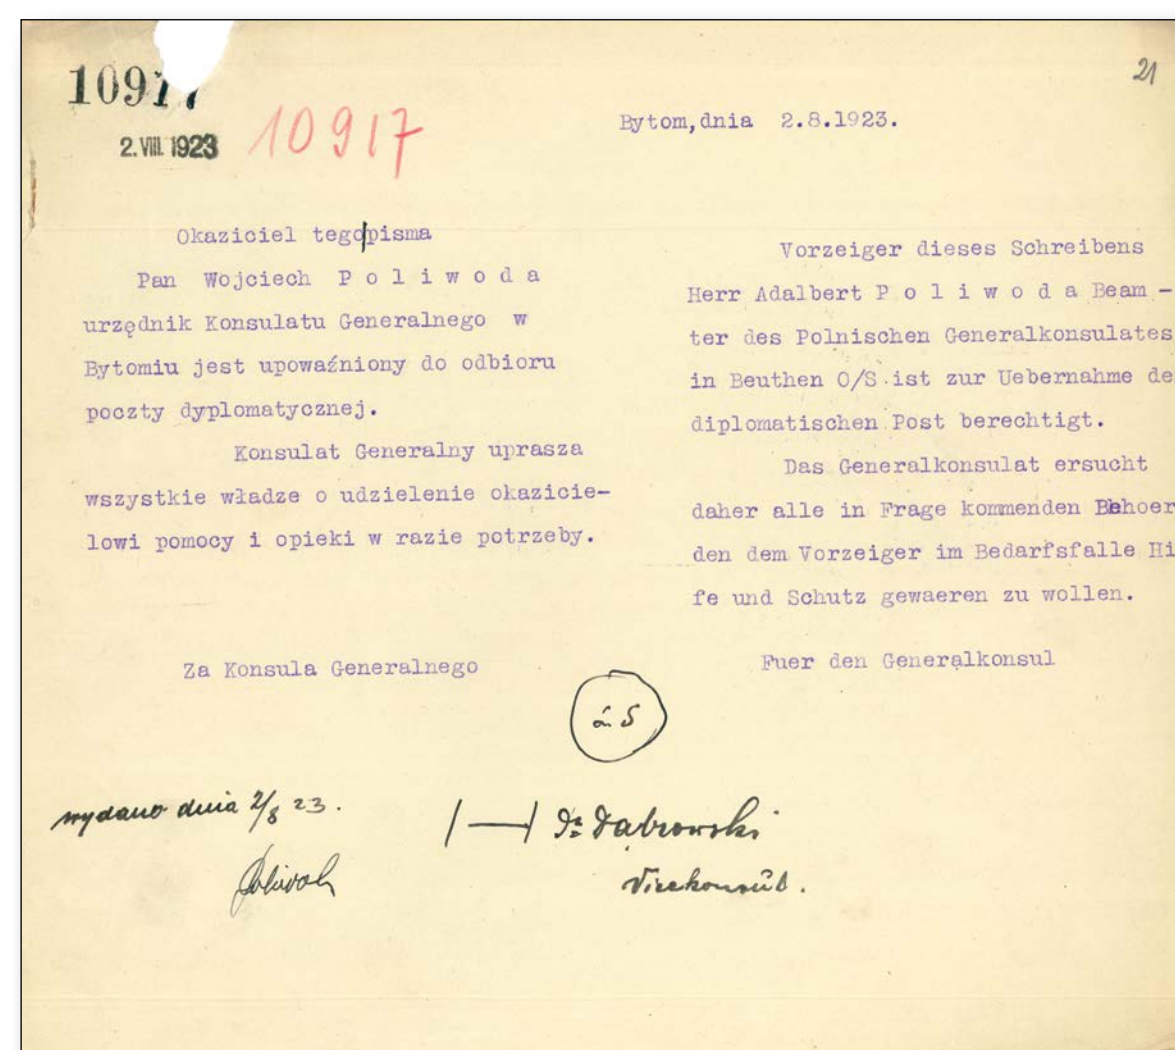 10917
21
2. VIII. 1923
10917
Bytom,dnia 2.8.1923.
Okaziciel tego|pisma
Pan Wojciech P o l i w o d a
urzędnik Konsulatu Generalnego w
Bytomiu jest upoważniony do odbioru
poczty dyplomatycznej.
Konsulat Generalny uprasza
wszystkie władze o udzielenie okazicie-
lowi pomocy i opieki w razie potrzeby.
Za Konsula Generalnego
Vorzeiger dieses Schreibens
Herr Adalbert P o l i w o d a Beam -
ter des Polnischen Generalkonsulates
in Beuthen O/S.ist zur Uebernahme de
diplomatischen Post berechtigt.
Das Generalkonsulat ersucht
daher alle in Frage kommenden Behoer
den dem Vorzeiger im Bedarfsfalle Hi
fe und Schutz gewaeren zu wollen.
Fuer den Generalkonsul
wydano dnia 2/8 23.
/—/ Dr Dąbrowski
Vicekonsul.